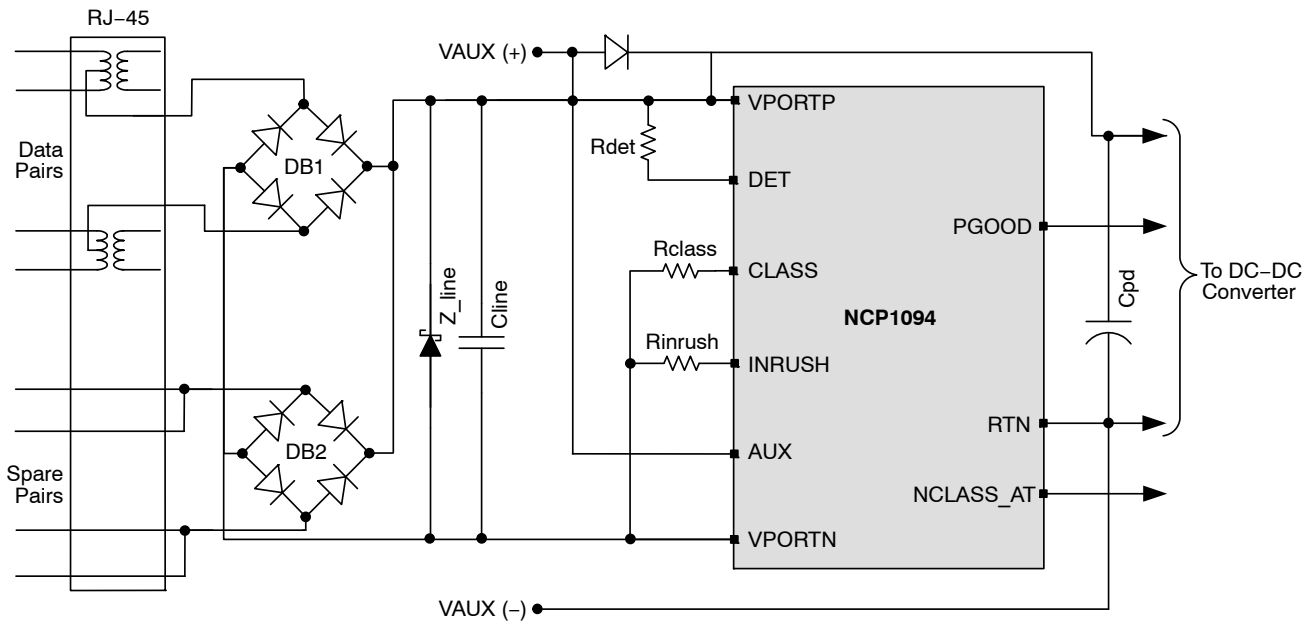 RJ−45
VAUX (+)
VPORTP
Rdet
Data
Pairs
DB1
DET
PGOOD
Rclass
CLASS
To DC−DC
Converter
Z_line
Cline
Cpd
NCP1094
Rinrush
INRUSH
RTN
DB2
AUX
Spare
Pairs
NCLASS_AT
VPORTN
VAUX (−)